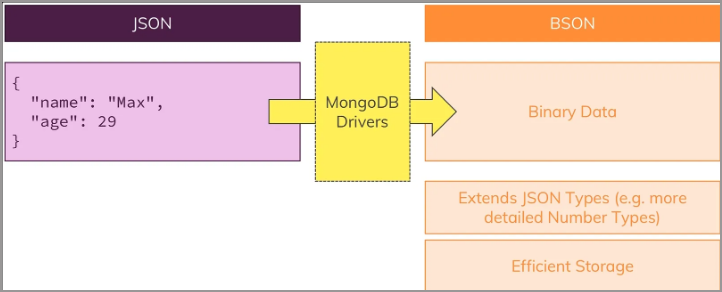 JSON
BSON
{
"name": "Max",
"age": 29
}
MongoDB
Drivers
Binary Data
Extends JSON Types (e.g. more
detailed Number Types)
Efficient Storage